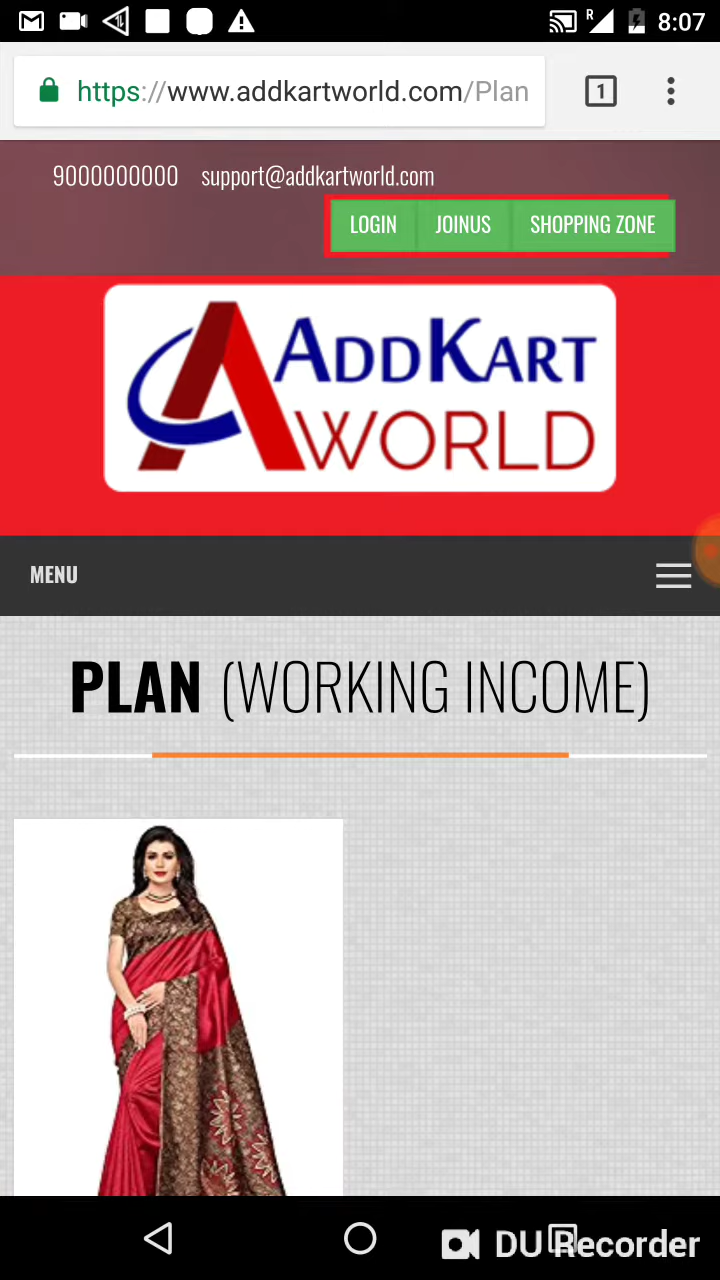 R 8:07
https://www.addkartworld.com/Plan
1
9000000000 support@addkartworld.com
LOGIN JOINUS SHOPPING ZONE
ADDKART
WORLD
MENU
PLAN (WORKING INCOME)
DU Recorder